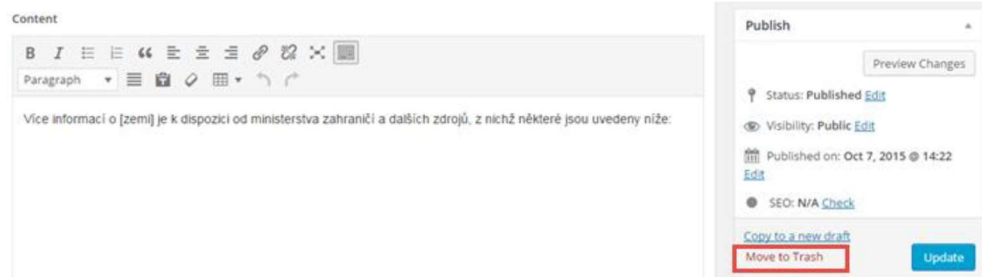 Content
Paragraph
Více informací o [zemi] je k dispozici od ministerstva zahraničí a dalších zdrojů, z nichž některé jsou uvedeny níže:
Publish
Preview Changes
Status: Published Edit
Visibility: Public Edit
Published on: Oct 7, 2015 @ 14:22
Edit
SEO: N/A Check
Copy to a new draft
Move to Trash
Update